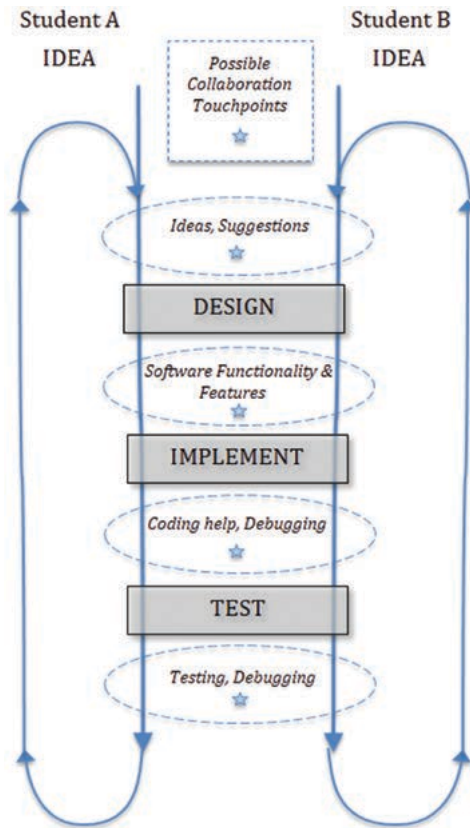 Student A
Student B
IDEA
IDEA
Possible
Collaboration
Touchpoints
Ideas, Suggestions
DESIGN
Software Functionality &
Features
IMPLEMENT
Coding help, Debugging
TEST
Testing, Debugging